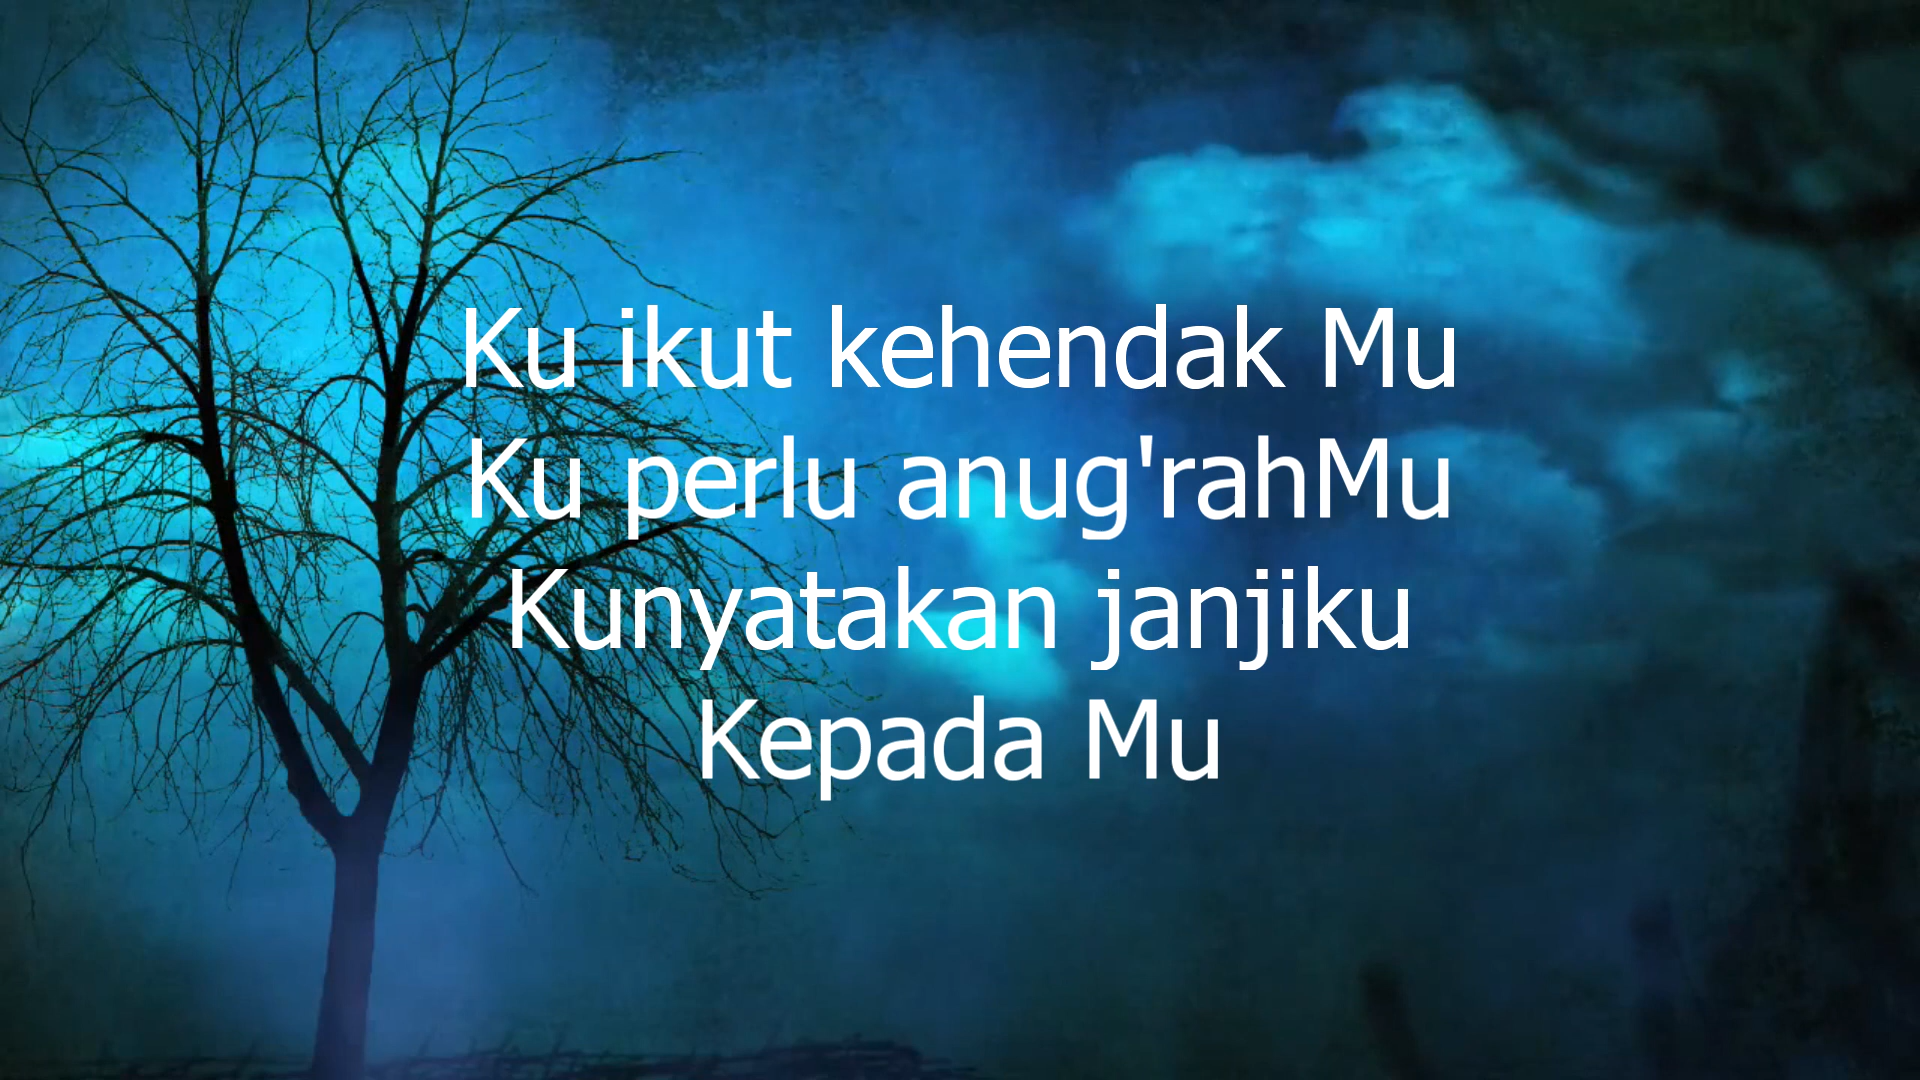 Ku ikut kehendak Mu
Ku perlu anug'rahMu
Kunyatakan janjiku
Kepada Mu